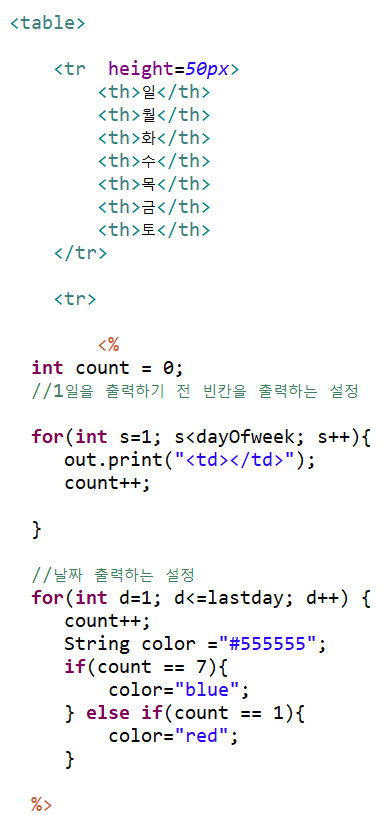 <table>
<tr  height=50px>
<th>일</th>
<th>월</th>
<th>화</th>
<th>수</th>
<th>목</th>
<th>금</th>
<th>토</th>
</tr>
<tr>
<%
int count = 0;
//1일을 출력하기 전 빈칸을 출력하는 설정
for(int s=1; s<dayOfweek; s++){
out.print("<td></td>");
count++;
}
//날짜 출력하는 설정
for(int d=1; d<=lastday; d++) {
count++;
String color ="#555555";
if(count == 7){
color="blue";
} else if(count == 1){
color="red";
}
%>